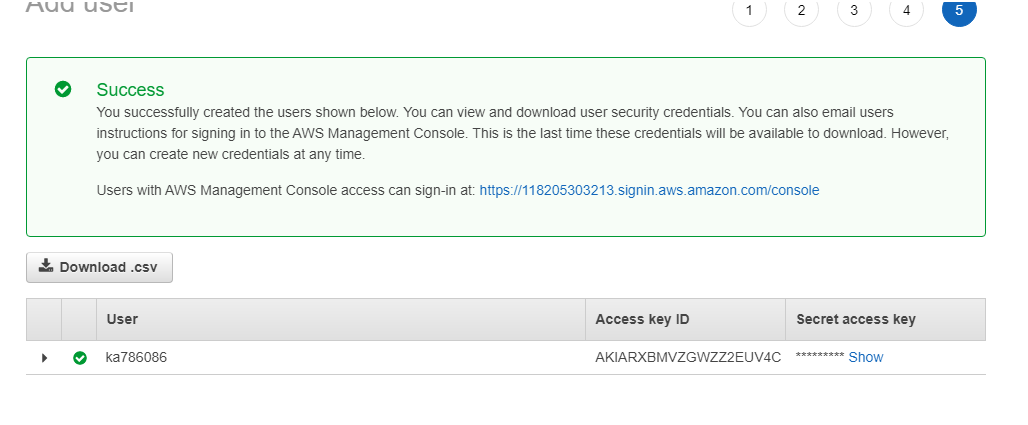 Add user
1 2 3 4 5
Success
You successfully created the users shown below. You can view and download user security credentials. You can also email users
instructions for signing in to the AWS Management Console. This is the last time these credentials will be available to download. However,
you can create new credentials at any time.
Users with AWS Management Console access can sign-in at: https://118205303213.signin.aws.amazon.com/console
Download .csv
User Access key ID Secret access key
ka786086 AKIARXBMVZGWZZ2EUV4C ********* Show